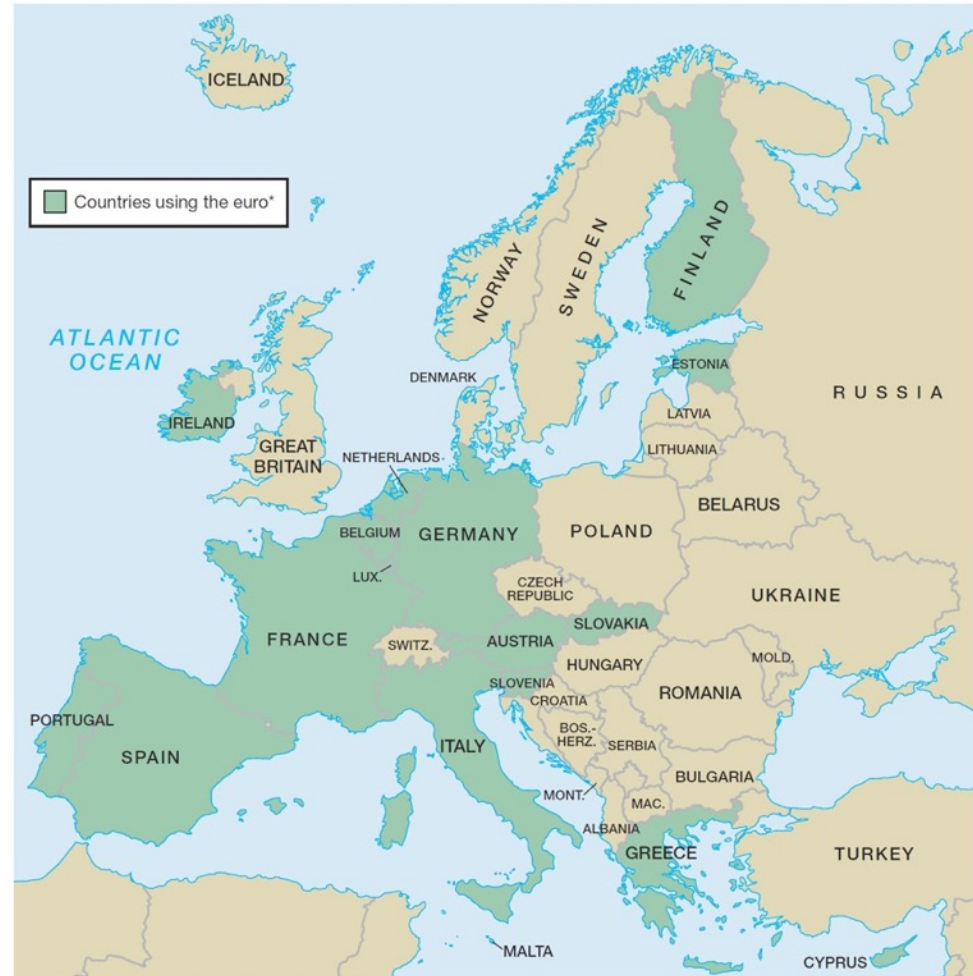 ICELAND
Countries using the euro*
NORWAY
SWEDEN
FINLAND
ATLANTIC
OCEAN
ESTONIA
DENMARK
RUSSIA
LATVIA
IRELAND
GREAT
BRITAIN
LITHUANIA
NETHERLANDS
BELARUS
BELGIUM
GERMANY
POLAND
LUX.
CZECH
REPUBLIC
UKRAINE
SLOVAKIA
FRANCE
SWITZ.
AUSTRIA
HUNGARY
MOLD.
SLOVENIA
ROMANIA
CROATIA
PORTUGAL
SPAIN
ITALY
BOS.-
HERZ.
SERBIA
BULGARIA
MONT.
MAC.
ALBANIA
GREECE
TURKEY
MALTA
CYPRUS